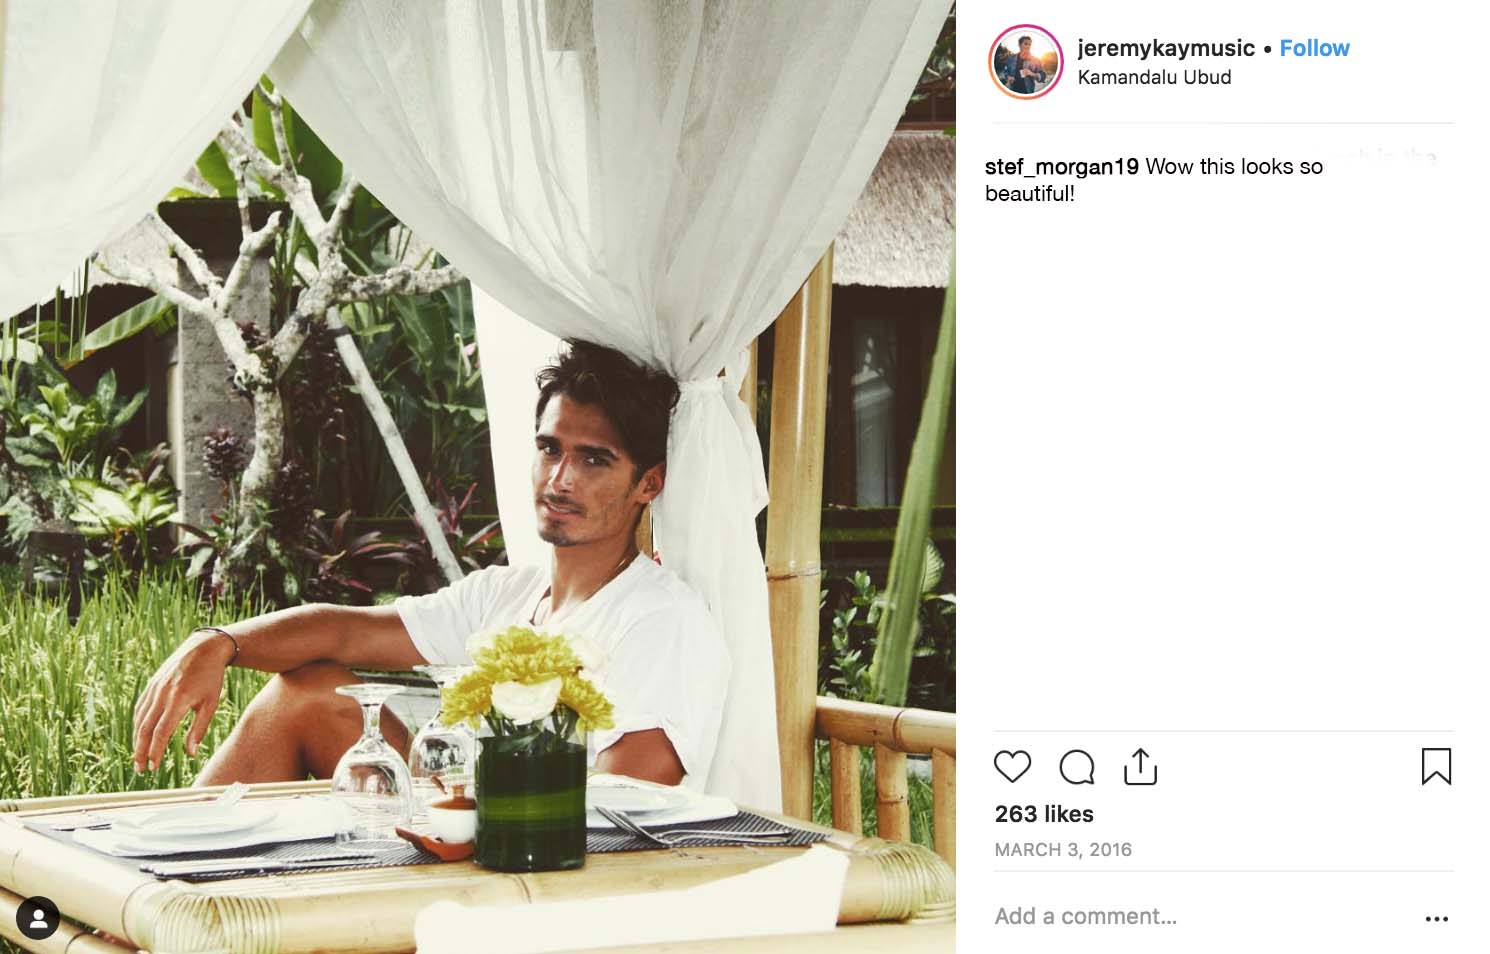 jeremykaymusic • Follow
Kamandalu Ubud
stef_morgan19 Wow this looks so
beautiful!
263 likes
MARCH 3, 2016
Add a comment...